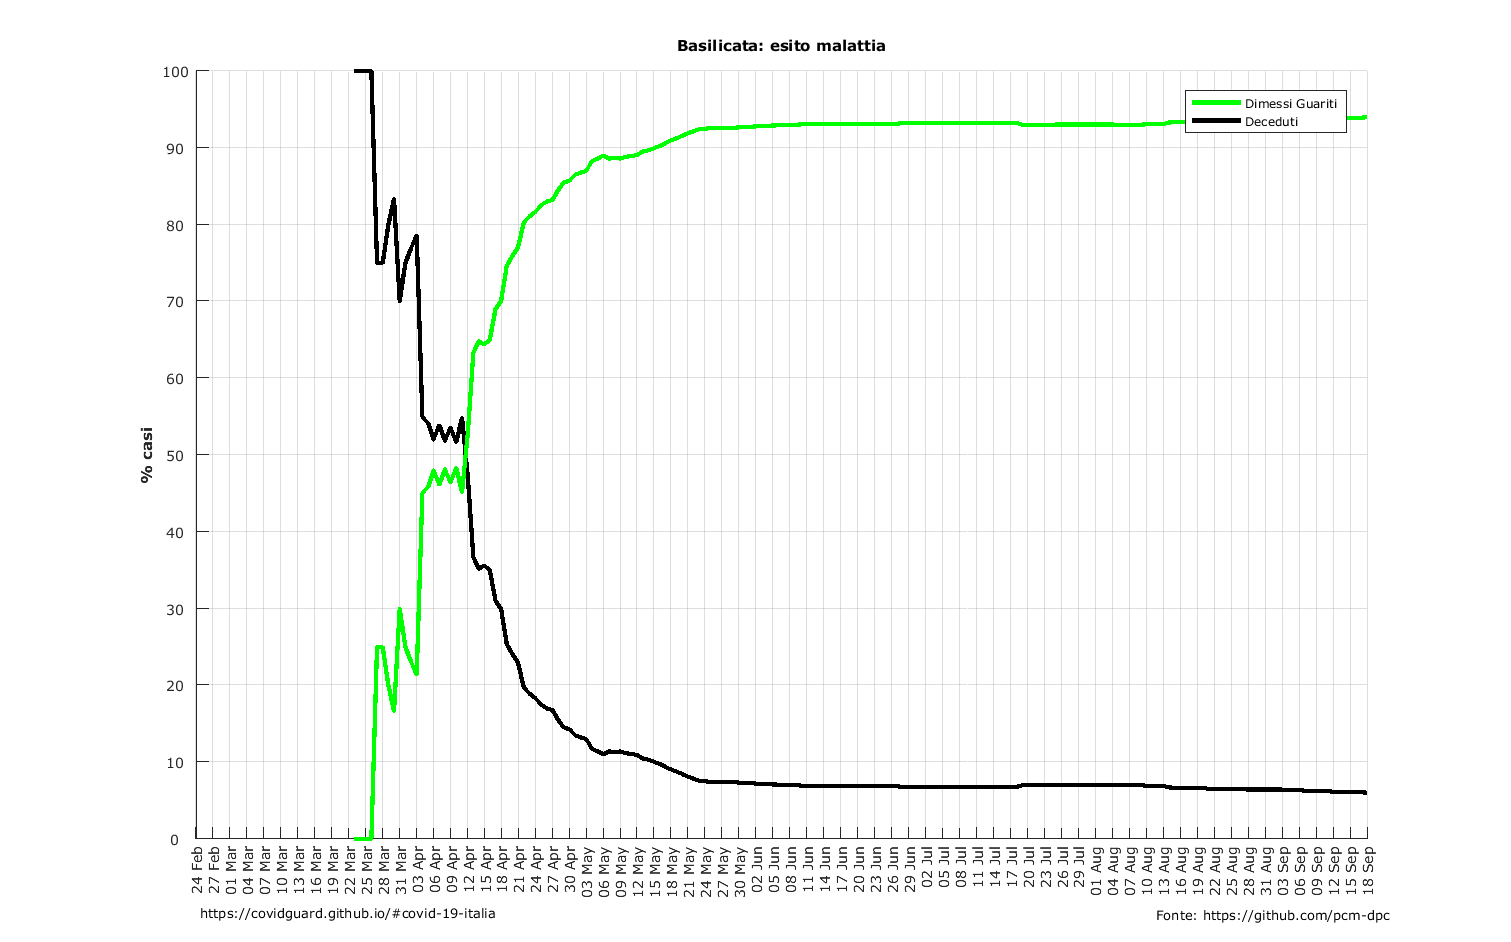 Basilicata: esito malattia
100
90
80
70
60
50
40
30
20
10
0
% casi
Dimessi Guariti
Deceduti
24 Feb
27 Feb
01 Mar
04 Mar
07 Mar
10 Mar
13 Mar
16 Mar
19 Mar
22 Mar
25 Mar
28 Mar
31 Mar
03 Apr
06 Apr
09 Apr
12 Apr
15 Apr
18 Apr
21 Apr
24 Apr
27 Apr
30 Apr
03 May
06 May
09 May
12 May
15 May
18 May
21 May
24 May
27 May
30 May
02 Jun
05 Jun
08 Jun
11 Jun
14 Jun
17 Jun
20 Jun
23 Jun
26 Jun
29 Jun
02 Jul
05 Jul
08 Jul
11 Jul
14 Jul
17 Jul
20 Jul
23 Jul
26 Jul
29 Jul
01 Aug
04 Aug
07 Aug
10 Aug
13 Aug
16 Aug
19 Aug
22 Aug
25 Aug
28 Aug
31 Aug
03 Sep
06 Sep
09 Sep
12 Sep
15 Sep
18 Sep
https://covidguard.github.io/#covid-19-italia
Fonte: https://github.com/pcm-dpc